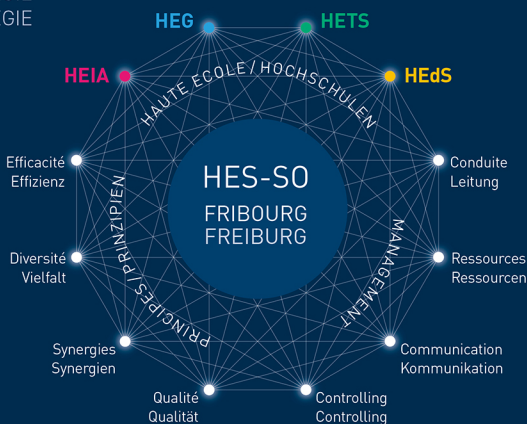 GIE
HEG
HETS
HEIA
HEdS
HAUTE ECOLE/HOCHSCHULEN
HES-SO
FRIBOURG
FREIBURG
PRINCIPES/PRINZIPIEN
MANAGEMENT
Efficacité
Effizienz
Conduite
Leitung
Diversité
Vielfalt
Ressources
Ressourcen
Synergies
Synergien
Communication
Kommunikation
Qualité
Qualität
Controlling
Controlling